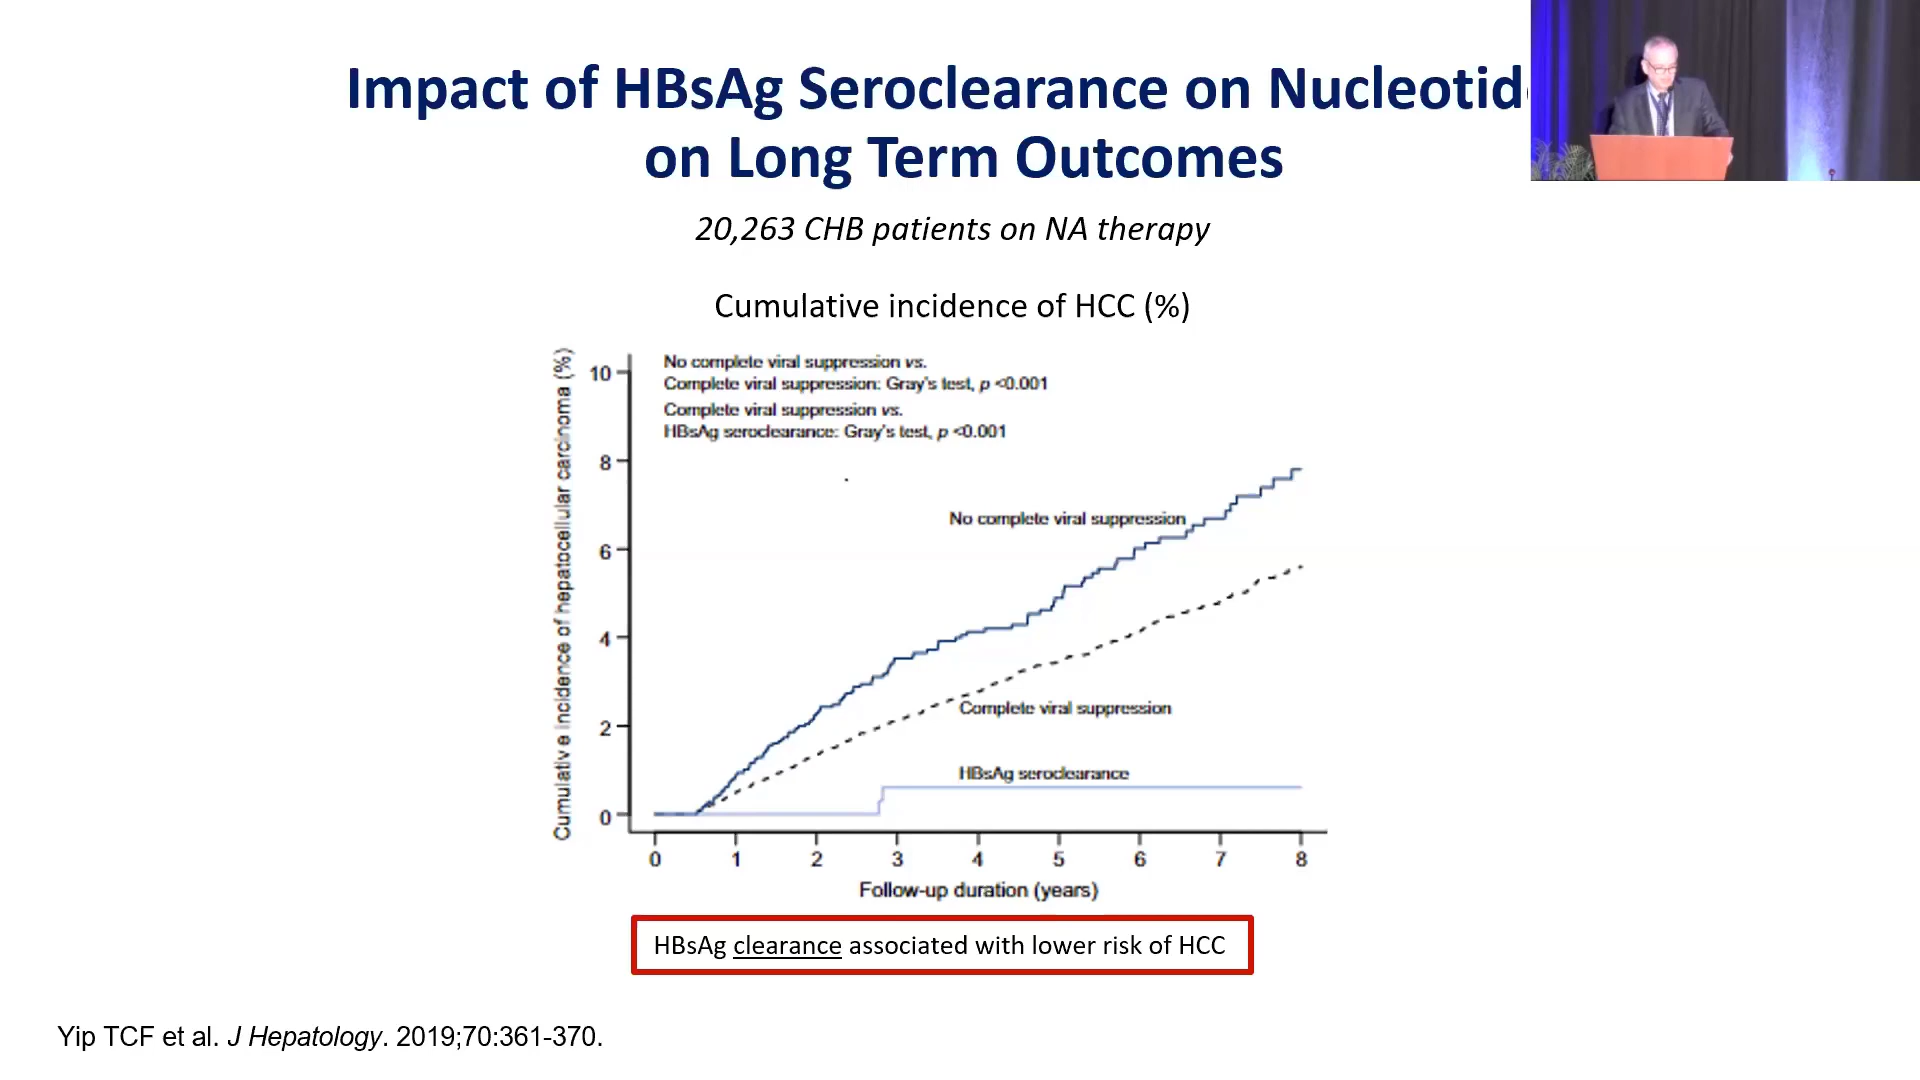 Impact of HBsAg Seroclearance on Nucleotid
on Long Term Outcomes
20,263 CHB patients on NA therapy
Cumulative incidence of HCC (%)
Cumulative incidence of hepatocellular carcinoma (%)
No complete viral suppression vs.
Complete viral suppression: Gray's test, p <0.001
Complete viral suppression vs.
HBsAg seroclearance: Gray's test, p <0.001
10
8
6
4
2
0
No complete viral suppression
Complete viral suppression
HBsAg seroclearance
0 1 2 3 4 5 6 7 8
Follow-up duration (years)
HBsAg clearance associated with lower risk of HCC
Yip TCF et al. J Hepatology. 2019;70:361-370.